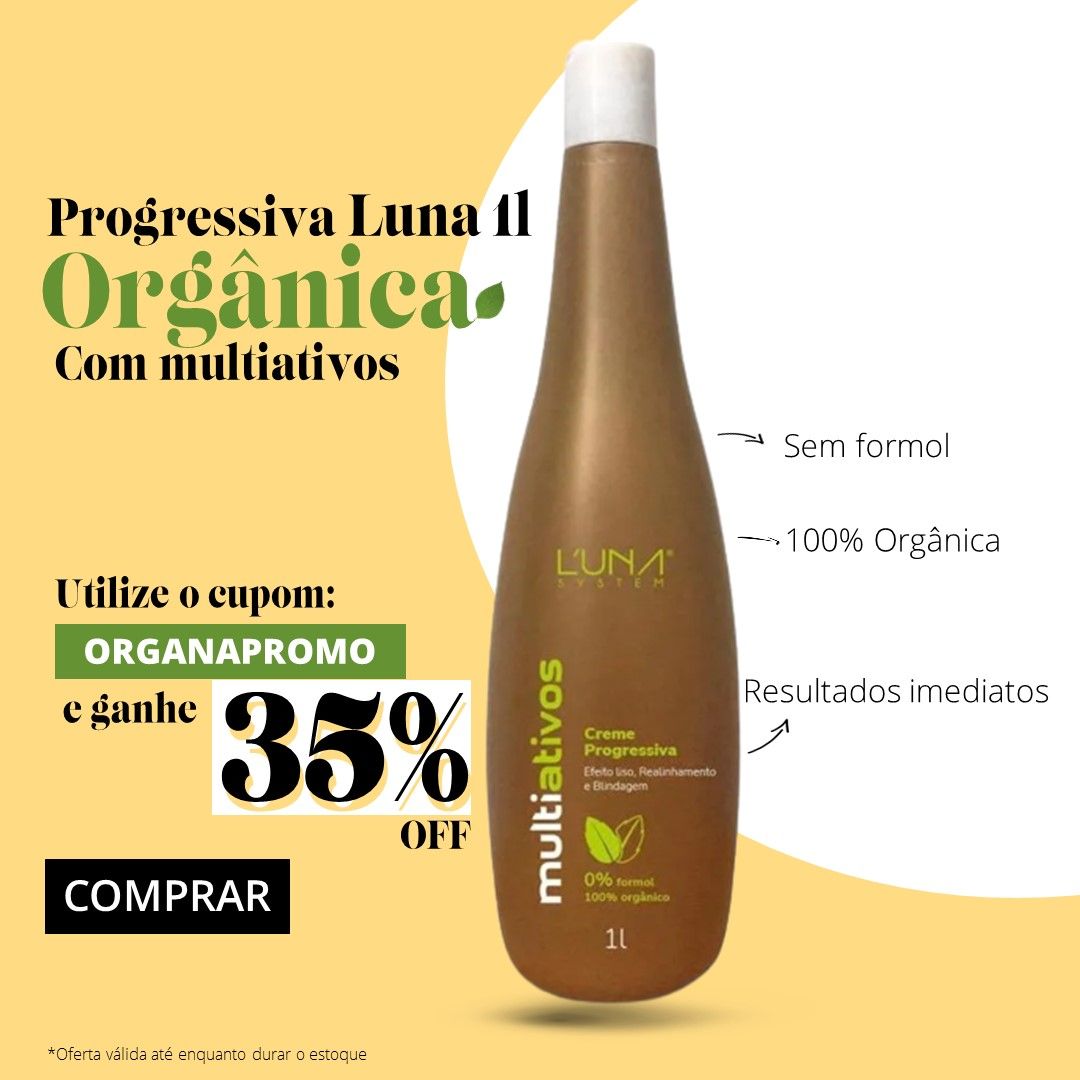 Progressiva Luna 1l
Orgânica
Com multiativos
Sem formol
100% Orgânica
Resultados imediatos
Utilize o cupom:
ORGANAPROMO
e ganhe
35%
OFF
COMPRAR
L'UNA®
SYSTEM
multiativos
Creme
Progressiva
Efeito liso, Realinhamento
e Blindagem
0% formol
100% orgânico
1l
*Oferta válida até enquanto durar o estoque